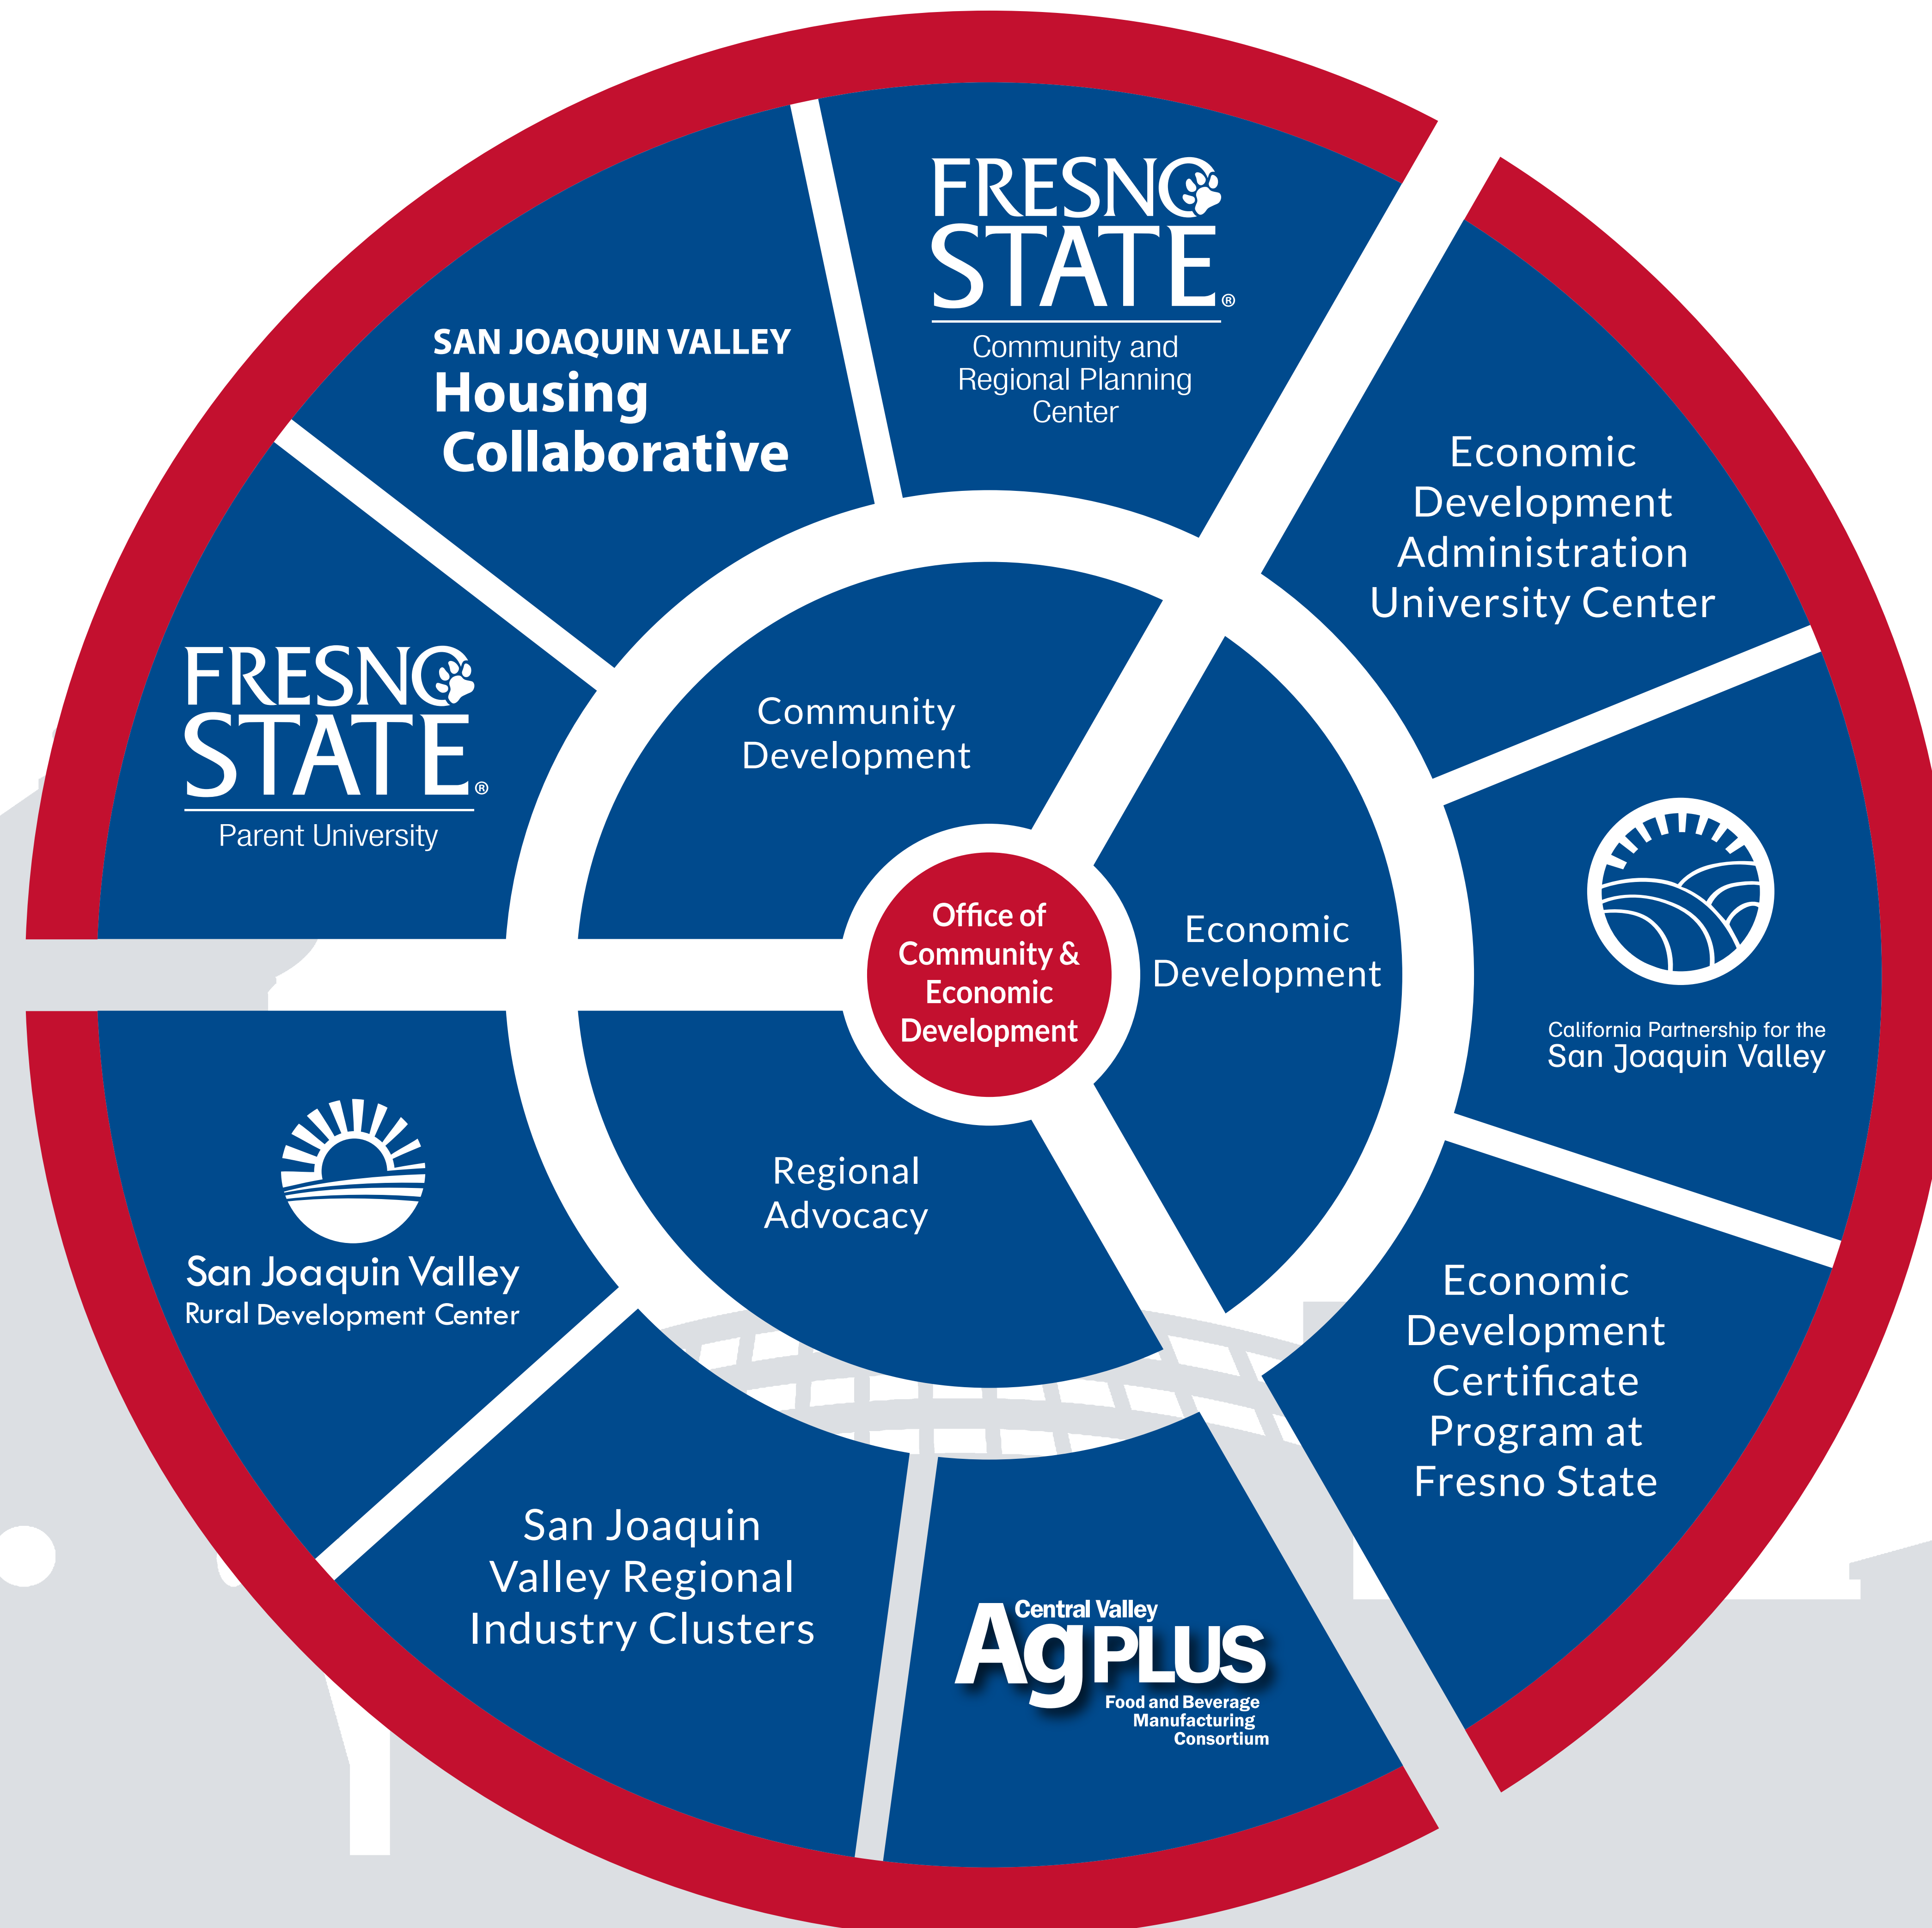 FRESNO
STATE®
Community and
Regional Planning
Center
SAN JOAQUIN VALLEY
Housing
Collaborative
FRESNO
STATE®
Parent University
Economic
Development
Administration
University Center
California Partnership for the
San Joaquin Valley
Economic
Development
Certificate
Program at
Fresno State
Community
Development
Economic
Development
Regional
Advocacy
Office of
Community &
Economic
Development
San Joaquin Valley
Rural Development Center
San Joaquin
Valley Regional
Industry Clusters
Central Valley
AgPLUS
Food and Beverage
Manufacturing
Consortium